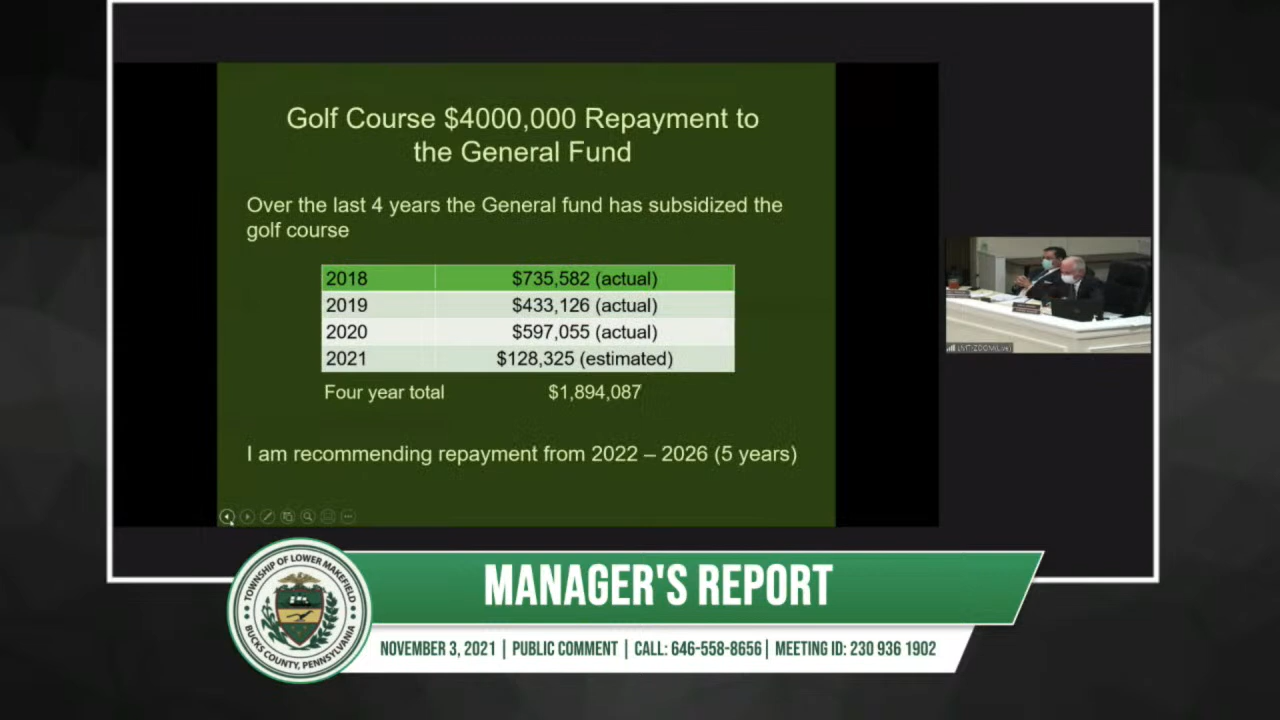 Golf Course $4000,000 Repayment to
the General Fund
Over the last 4 years the General fund has subsidized the
golf course
2018 $735,582 (actual)
2019 $433,126 (actual)
2020 $597,055 (actual)
2021 $128,325 (estimated)
Four year total $1,894,087
I am recommending repayment from 2022 – 2026 (5 years)
TOWNSHIP OF LOWER MAKEFIELD
BUCKS COUNTY, PENNSYLVANIA
MANAGER'S REPORT
NOVEMBER 3, 2021 | PUBLIC COMMENT | CALL: 646-558-8656 | MEETING ID: 230 936 1902